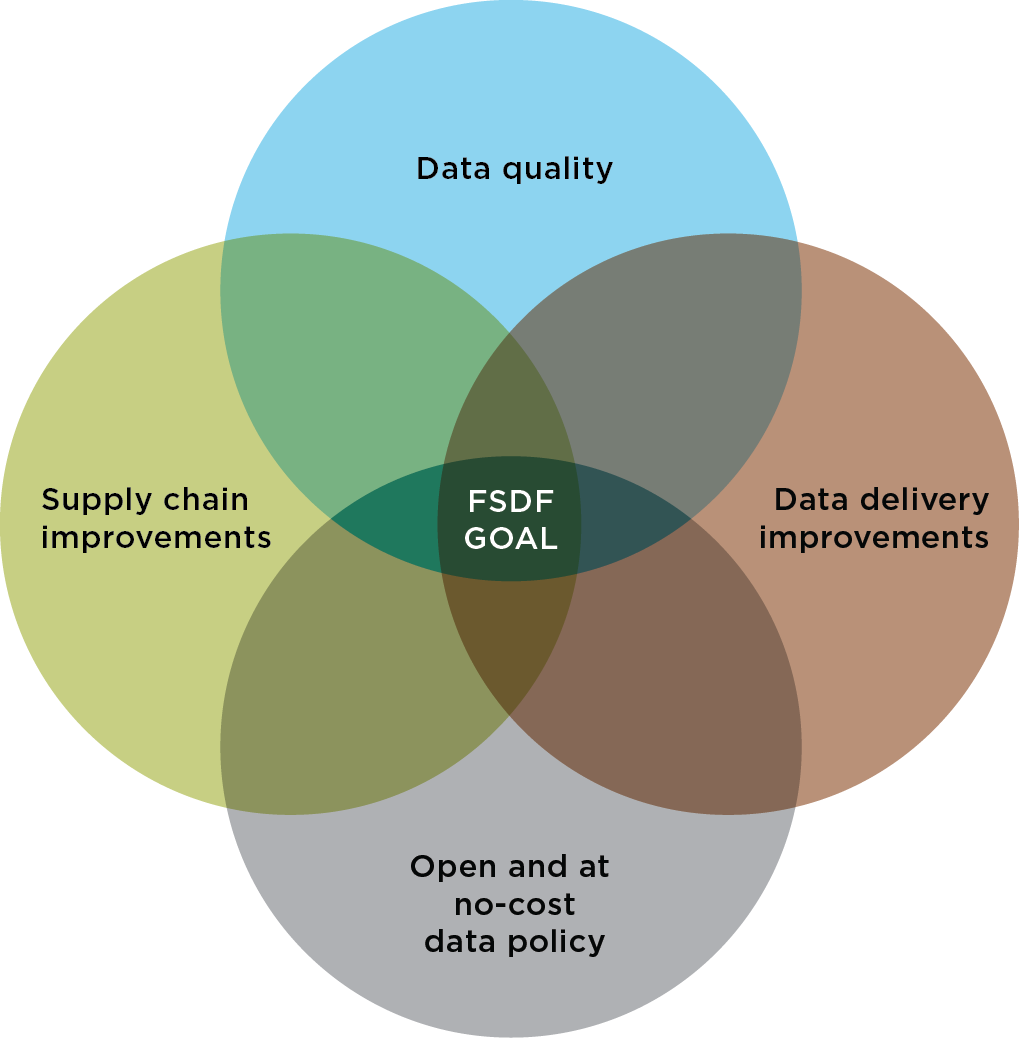 Data quality
Supply chain
improvements
FSDF
GOAL
Data delivery
improvements
Open and at
no-cost
data policy